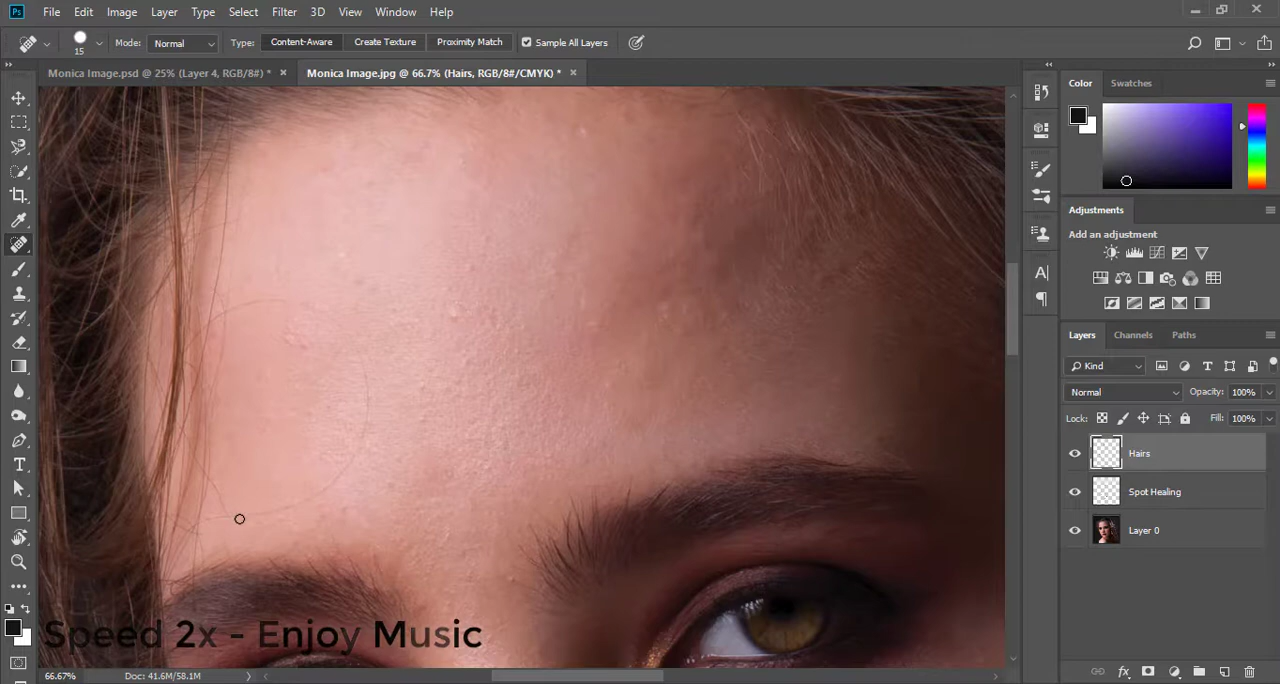 Ps File Edit Image Layer Type Select Filter 3D View Window Help
15 Mode: Normal Type: Content-Aware Create Texture Proximity Match Sample All Layers
Monica Image.psd @ 25% (Layer 4, RGB/8#) * × Monica Image.jpg @ 66.7% (Hairs, RGB/8#/CMYK) * ×
Color Swatches
Adjustments
Add an adjustment
Layers Channels Paths
Kind
Normal Opacity: 100%
Lock: Fill: 100%
Hairs
Spot Healing
Layer 0
Speed 2x - Enjoy Music
66.67% Doc: 41.6M/58.1M